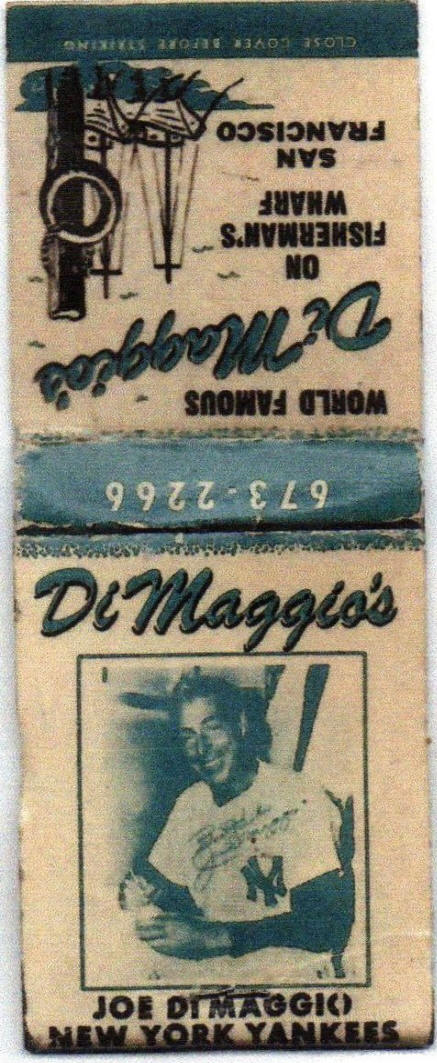 CLOSE COVER BEFORE STRIKING
WORLD FAMOUS
DiMaggio's
ON
FISHERMAN'S
WHARF
SAN
FRANCISCO
673-2266
DiMaggio's
NY
JOE DI MAGGIO
NEW YORK YANKEES